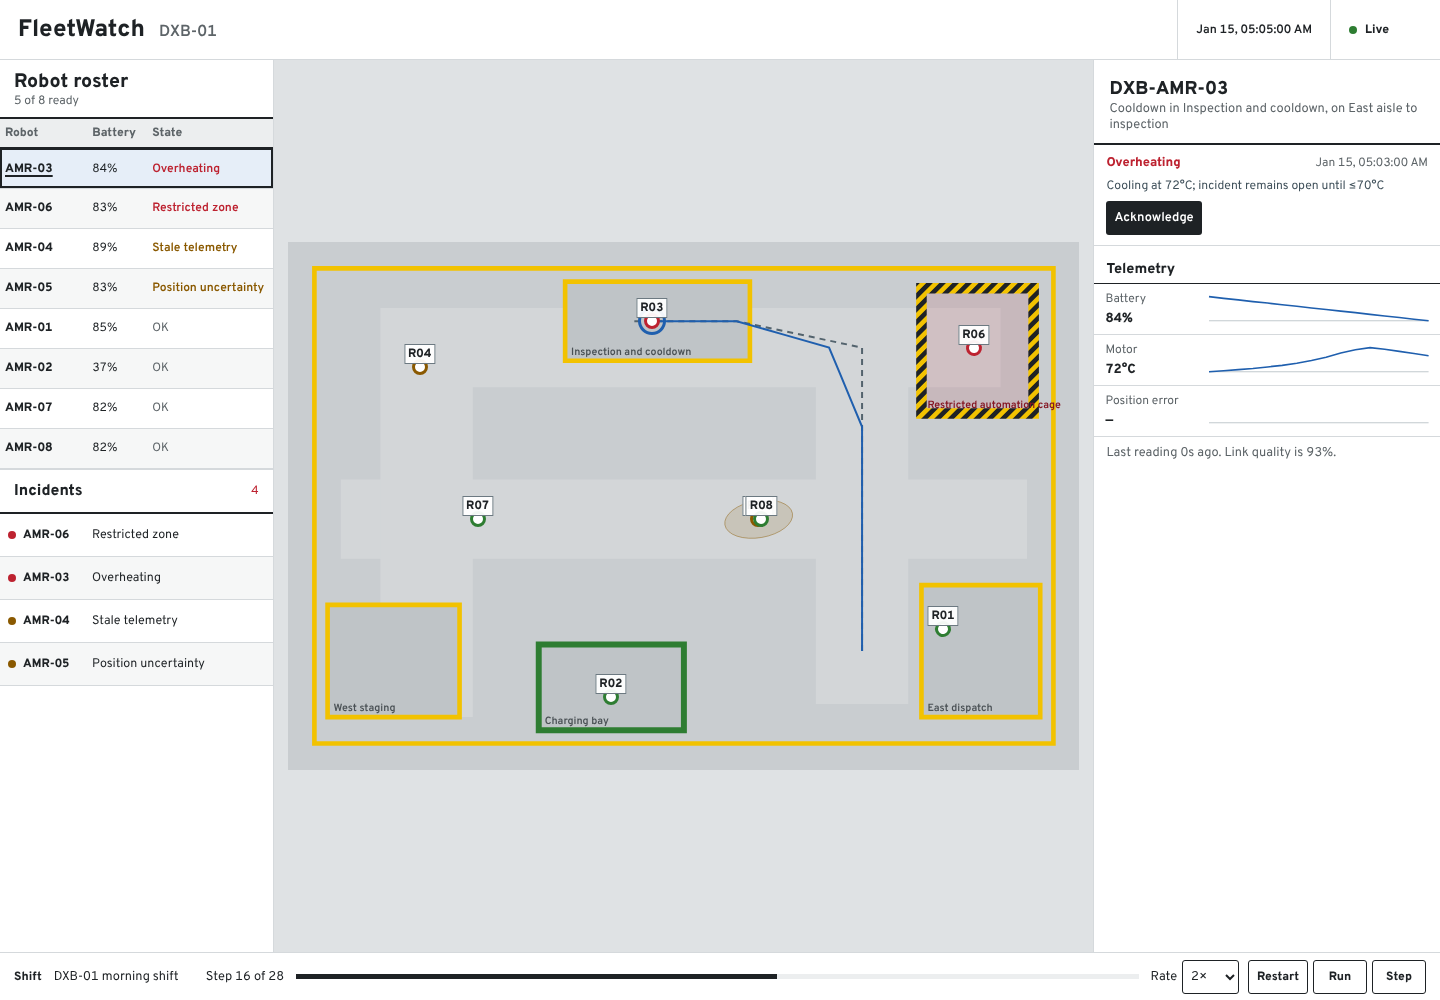 FleetWatch DXB-01
Jan 15, 05:05:00 AM
Live
Robot roster
5 of 8 ready
Robot Battery State
AMR-03 84% Overheating
AMR-06 83% Restricted zone
AMR-04 89% Stale telemetry
AMR-05 83% Position uncertainty
AMR-01 85% OK
AMR-02 37% OK
AMR-07 82% OK
AMR-08 82% OK
Incidents 4
AMR-06 Restricted zone
AMR-03 Overheating
AMR-04 Stale telemetry
AMR-05 Position uncertainty
R03
Inspection and cooldown
R04
R06
Restricted automation cage
R07
R08
R01
East dispatch
West staging
R02
Charging bay
DXB-AMR-03
Cooldown in Inspection and cooldown, on East aisle to
inspection
Overheating Jan 15, 05:03:00 AM
Cooling at 72°C; incident remains open until ≤70°C
Acknowledge
Telemetry
Battery
84%
Motor
72°C
Position error
—
Last reading 0s ago. Link quality is 93%.
Shift DXB-01 morning shift Step 16 of 28
Rate 2× Restart Run Step